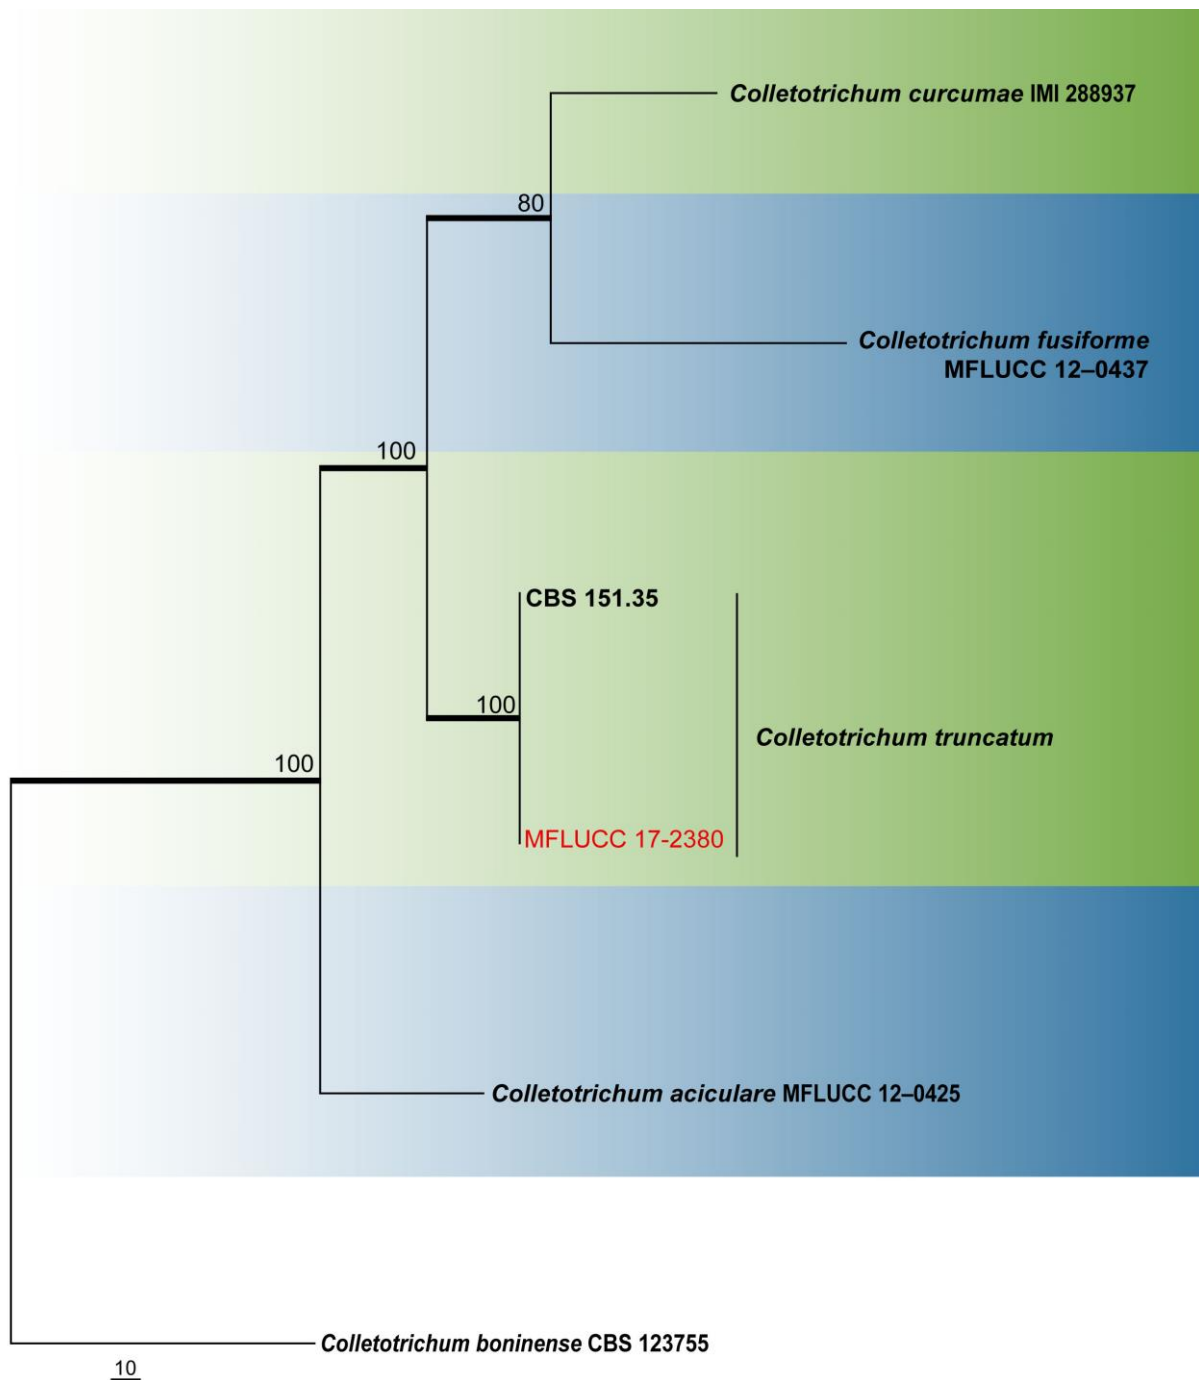 Colletotrichum curcumae IMI 288937
80
Colletotrichum fusiforme
MFLUCC 12–0437
100
CBS 151.35
100
Colletotrichum truncatum
100
MFLUCC 17-2380
Colletotrichum aciculare MFLUCC 12–0425
Colletotrichum boninense CBS 123755
10